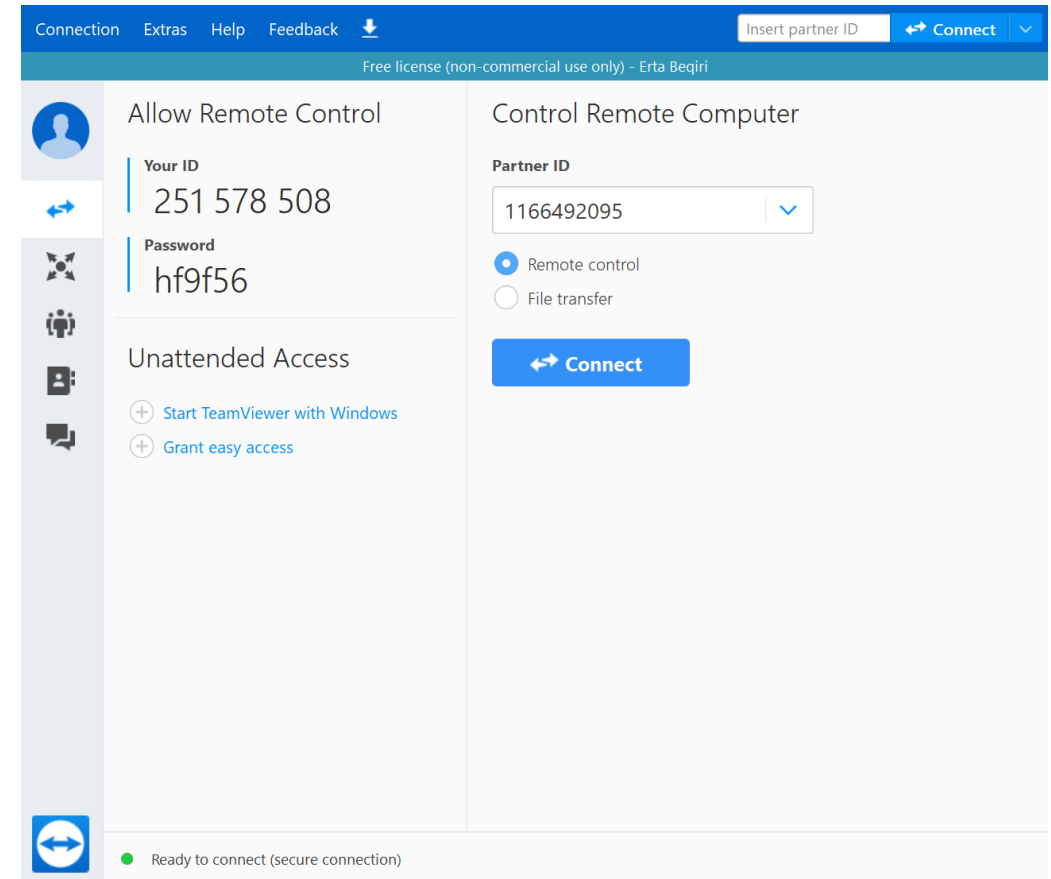 Connection Extras Help Feedback Insert partner ID Connect
Free license (non-commercial use only) - Erta Beqiri
Allow Remote Control
Your ID
251 578 508
Password
hf9f56
Unattended Access
Start TeamViewer with Windows
Grant easy access
Control Remote Computer
Partner ID
1166492095
Remote control
File transfer
Connect
Ready to connect (secure connection)